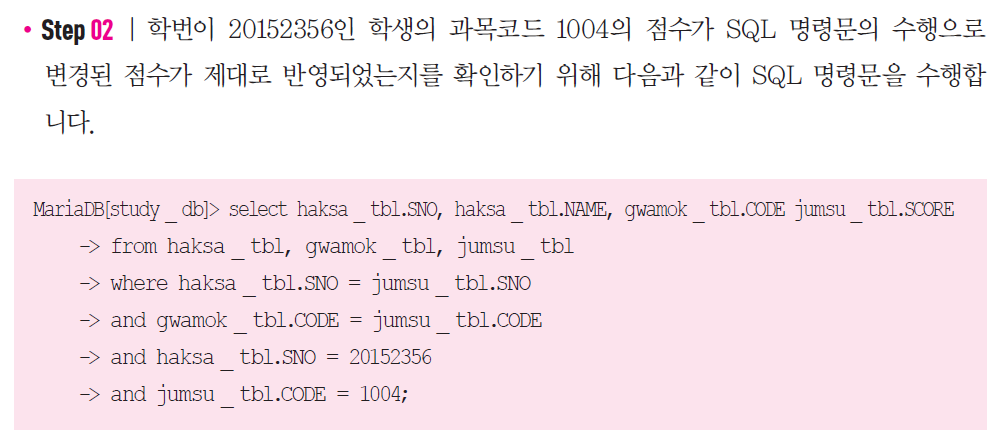 • Step 02 | 학번이 20152356인 학생의 과목코드 1004의 점수가 SQL 명령문의 수행으로
변경된 점수가 제대로 반영되었는지를 확인하기 위해 다음과 같이 SQL 명령문을 수행합
니다.
MariaDB[study _ db]> select haksa _ tbl.SNO, haksa _ tbl.NAME, gwamok _ tbl.CODE jumsu _ tbl.SCORE
-> from haksa _ tbl, gwamok _ tbl, jumsu _ tbl
-> where haksa _ tbl.SNO = jumsu _ tbl.SNO
-> and gwamok _ tbl.CODE = jumsu _ tbl.CODE
-> and haksa _ tbl.SNO = 20152356
-> and jumsu _ tbl.CODE = 1004;